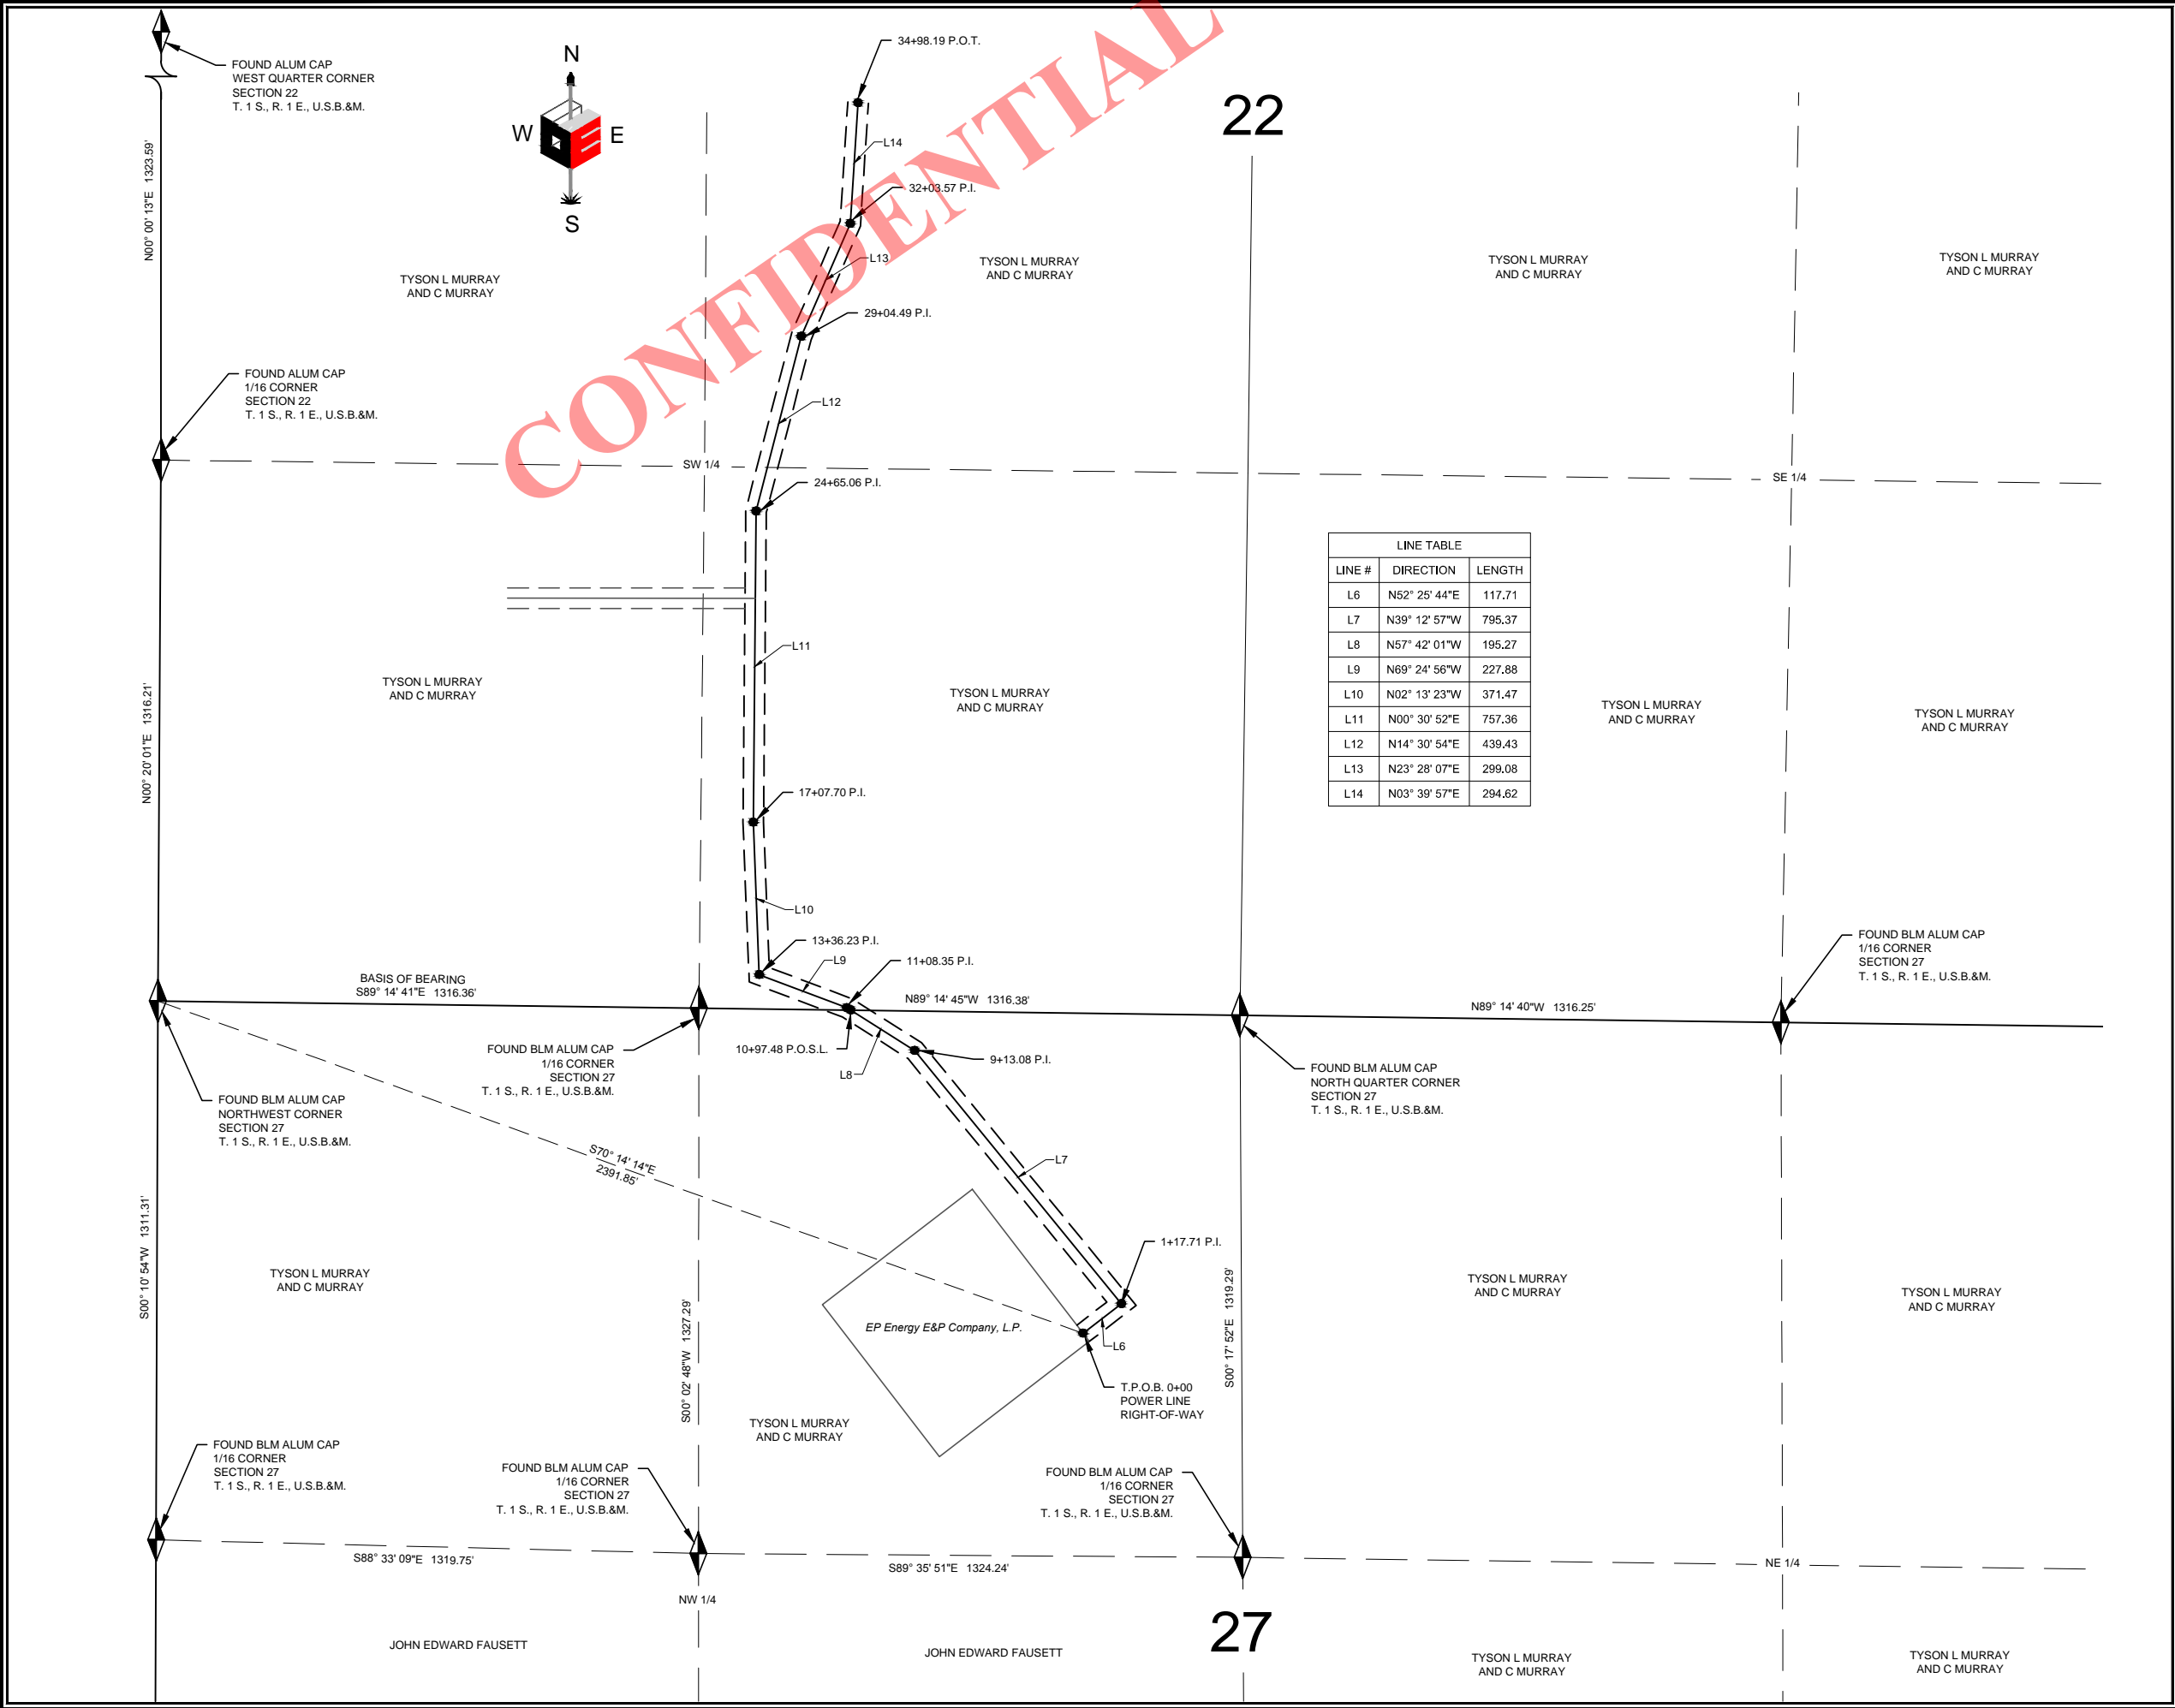 34+98.19 P.O.T.
FOUND ALUM CAP
WEST QUARTER CORNER
SECTION 22
T. 1 S., R. 1 E., U.S.B.&M.
N
W
E
S
22
CONFIDENTIAL
L14
N00° 00' 13"E 1323.59'
32+03.57 P.I.
L13
TYSON L MURRAY
AND C MURRAY
TYSON L MURRAY
AND C MURRAY
TYSON L MURRAY
AND C MURRAY
TYSON L MURRAY
AND C MURRAY
29+04.49 P.I.
FOUND ALUM CAP
1/16 CORNER
SECTION 22
T. 1 S., R. 1 E., U.S.B.&M.
L12
SW 1/4
24+65.06 P.I.
SE 1/4
LINE TABLE
LINE # DIRECTION LENGTH
L6 N52° 25' 44"E 117.71
L7 N39° 12' 57"W 795.37
L8 N57° 42' 01"W 195.27
L9 N69° 24' 56"W 227.88
L10 N02° 13' 23"W 371.47
L11 N00° 30' 52"E 757.36
L12 N14° 30' 54"E 439.43
L13 N23° 28' 07"E 299.08
L14 N03° 39' 57"E 294.62
L11
TYSON L MURRAY
AND C MURRAY
TYSON L MURRAY
AND C MURRAY
TYSON L MURRAY
AND C MURRAY
TYSON L MURRAY
AND C MURRAY
N00° 20' 01"E 1316.21'
17+07.70 P.I.
L10
13+36.23 P.I.
L9
11+08.35 P.I.
FOUND BLM ALUM CAP
1/16 CORNER
SECTION 27
T. 1 S., R. 1 E., U.S.B.&M.
BASIS OF BEARING
S89° 14' 41"E 1316.36'
N89° 14' 45"W 1316.38'
N89° 14' 40"W 1316.25'
FOUND BLM ALUM CAP
1/16 CORNER
SECTION 27
T. 1 S., R. 1 E., U.S.B.&M.
10+97.48 P.O.S.L.
L8
9+13.08 P.I.
FOUND BLM ALUM CAP
NORTH QUARTER CORNER
SECTION 27
T. 1 S., R. 1 E., U.S.B.&M.
FOUND BLM ALUM CAP
NORTHWEST CORNER
SECTION 27
T. 1 S., R. 1 E., U.S.B.&M.
S70° 14' 14"E
2391.85'
L7
S00° 10' 54"W 1311.31'
TYSON L MURRAY
AND C MURRAY
1+17.71 P.I.
TYSON L MURRAY
AND C MURRAY
TYSON L MURRAY
AND C MURRAY
EP Energy E&P Company, L.P.
L6
S00° 02' 48"W 1327.29'
S00° 17' 52"E 1319.29'
T.P.O.B. 0+00
POWER LINE
RIGHT-OF-WAY
TYSON L MURRAY
AND C MURRAY
FOUND BLM ALUM CAP
1/16 CORNER
SECTION 27
T. 1 S., R. 1 E., U.S.B.&M.
FOUND BLM ALUM CAP
1/16 CORNER
SECTION 27
T. 1 S., R. 1 E., U.S.B.&M.
FOUND BLM ALUM CAP
1/16 CORNER
SECTION 27
T. 1 S., R. 1 E., U.S.B.&M.
S88° 33' 09"E 1319.75'
S89° 35' 51"E 1324.24'
NE 1/4
NW 1/4
27
JOHN EDWARD FAUSETT
JOHN EDWARD FAUSETT
TYSON L MURRAY
AND C MURRAY
TYSON L MURRAY
AND C MURRAY